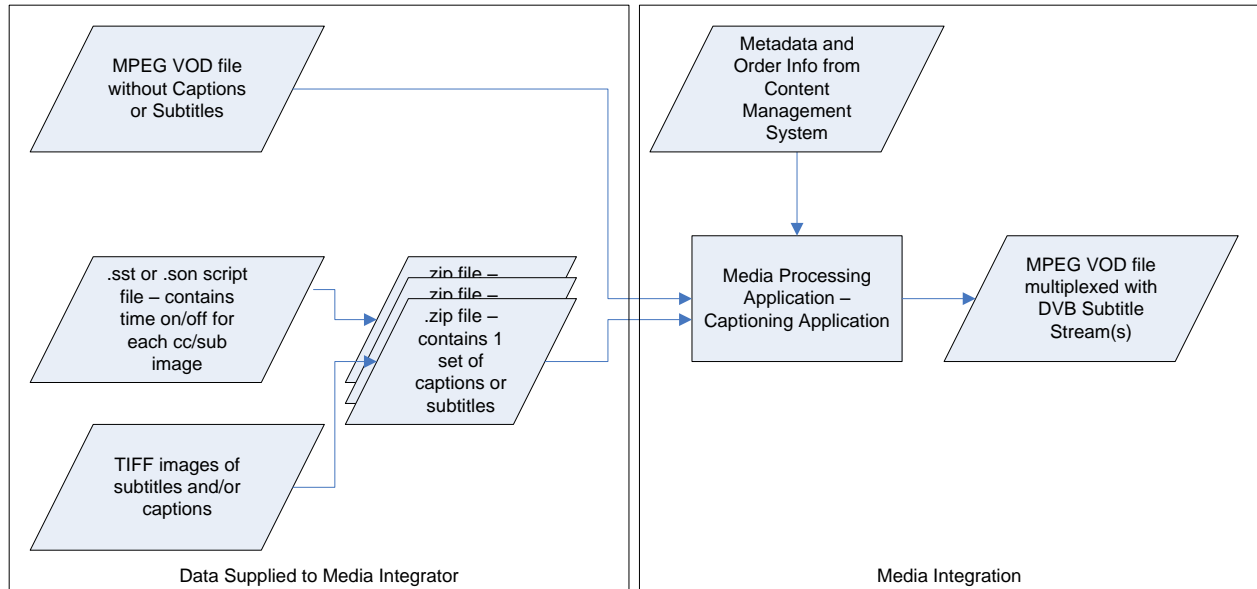 MPEG VOD file
without Captions
or Subtitles
.sst or .son script
file – contains
time on/off for
each cc/sub
image
TIFF images of
subtitles and/or
captions
.zip file –
.zip file –
.zip file –
contains 1
set of
captions or
subtitles
Data Supplied to Media Integrator
Metadata and
Order Info from
Content
Management
System
Media Processing
Application –
Captioning Application
MPEG VOD file
multiplexed with
DVB Subtitle
Stream(s)
Media Integration